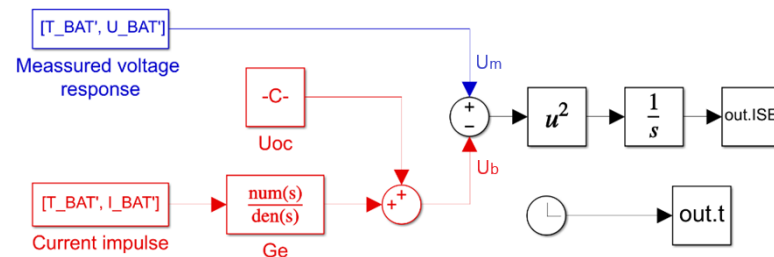 [T_BAT', U_BAT']
Meassured voltage
response
Um
-C-
Uoc
+
−
u²
1
s
out.ISE
Ub
[T_BAT', I_BAT']
Current impulse
num(s)
den(s)
Ge
+
+
out.t